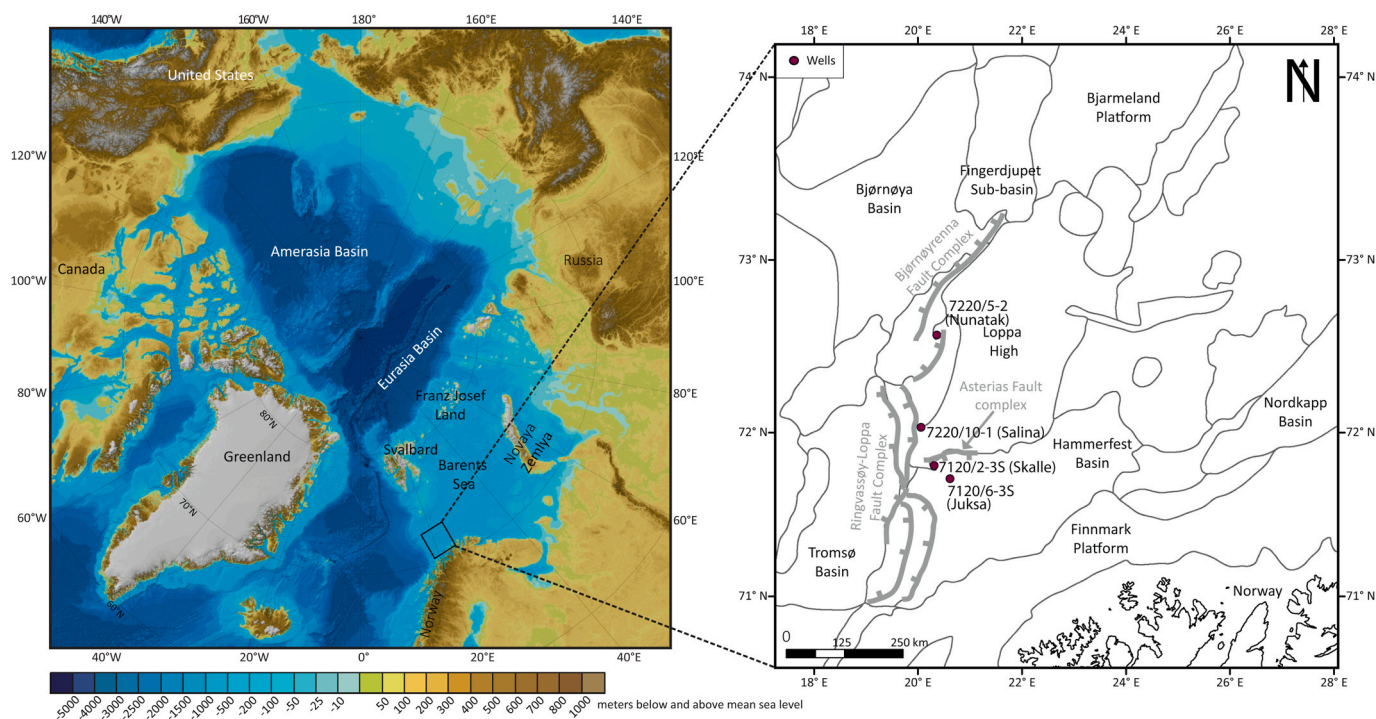 140°W
160°W
180°
160°E
140°E
United States
120°W
120°E
Amerasia Basin
Canada
Russia
100°W
100°E
Eurasia Basin
80°W
80°E
Franz Josef
Land
80°N
Novaya
Zemlya
Svalbard
Greenland
Barents
Sea
70°N
60°W
60°E
Norway
60°N
40°W
20°W
0°
20°E
40°E
-5000
-4000
-3000
-2500
-2000
-1500
-1000
-500
-200
-100
-50
-25
-10
50
100
200
300
400
500
600
700
800
1000
meters below and above mean sea level
18° E
20° E
22° E
24° E
26° E
28° E
Wells
N
74° N
74° N
Bjarmeland
Platform
Fingerdjupet
Sub-basin
Bjørnøya
Basin
73° N
73° N
Bjørnøyrenna
Fault Complex
7220/5-2
(Nunatak)
Loppa
High
Asterias Fault
complex
Nordkapp
Basin
72° N
72° N
7220/10-1 (Salina)
Hammerfest
Basin
Ringvassøy-Loppa
Fault Complex
7120/2-3S (Skalle)
7120/6-3S
(Juksa)
Finnmark
Platform
Tromsø
Basin
71° N
71° N
Norway
0
125
250 km
18° E
20° E
22° E
24° E
26° E
28° E